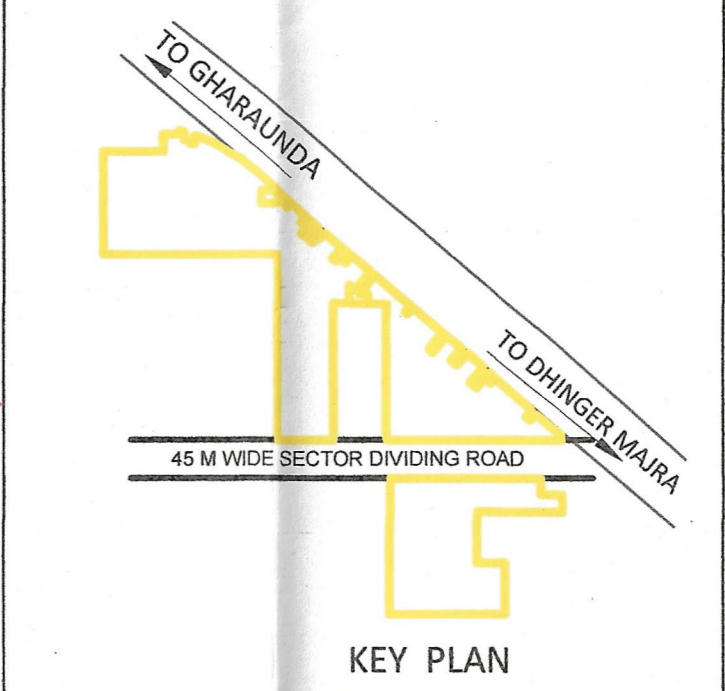 TO GHARAUNDA
TO DHINGER MAJRA
45 M WIDE SECTOR DIVIDING ROAD
KEY PLAN